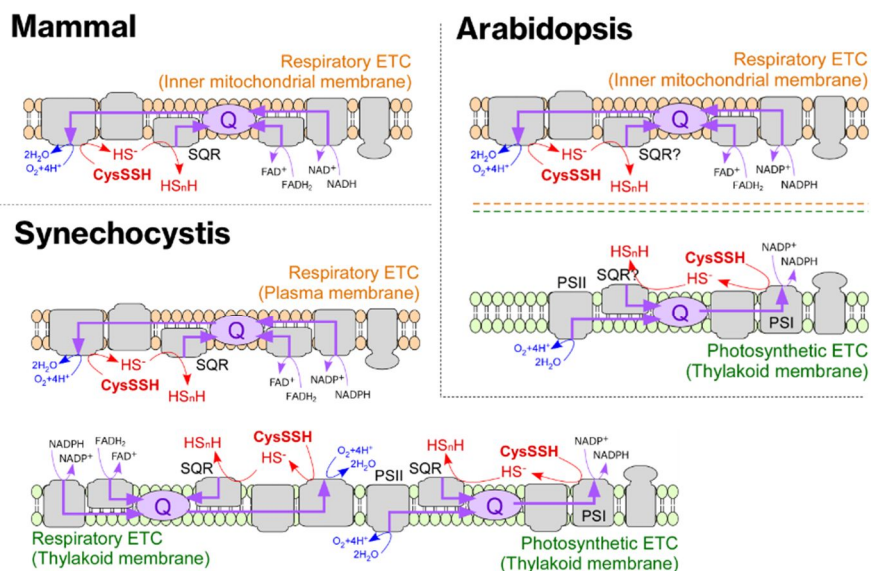 Mammal
Respiratory ETC
(Inner mitochondrial membrane)
Q
2H₂O
O₂+4H⁺
HS⁻
CysSSH
SQR
HSnH
FAD⁺
FADH₂
NAD⁺
NADH
Arabidopsis
Respiratory ETC
(Inner mitochondrial membrane)
Q
2H₂O
O₂+4H⁺
HS⁻
CysSSH
SQR?
HSnH
FAD⁺
FADH₂
NADP⁺
NADPH
HSnH
CysSSH
NADP⁺
NADPH
PSII
SQR?
HS⁻
Q
PSI
O₂+4H⁺
2H₂O
Photosynthetic ETC
(Thylakoid membrane)
Synechocystis
Respiratory ETC
(Plasma membrane)
Q
2H₂O
O₂+4H⁺
HS⁻
CysSSH
SQR
HSnH
FAD⁺
FADH₂
NADP⁺
NADPH
NADPH
NADP⁺
FADH₂
FAD⁺
HSnH
SQR
CysSSH
HS⁻
O₂+4H⁺
2H₂O
PSII
HSnH
SQR
CysSSH
HS⁻
NADP⁺
NADPH
Q
Q
PSI
O₂+4H⁺
2H₂O
Respiratory ETC
(Thylakoid membrane)
Photosynthetic ETC
(Thylakoid membrane)